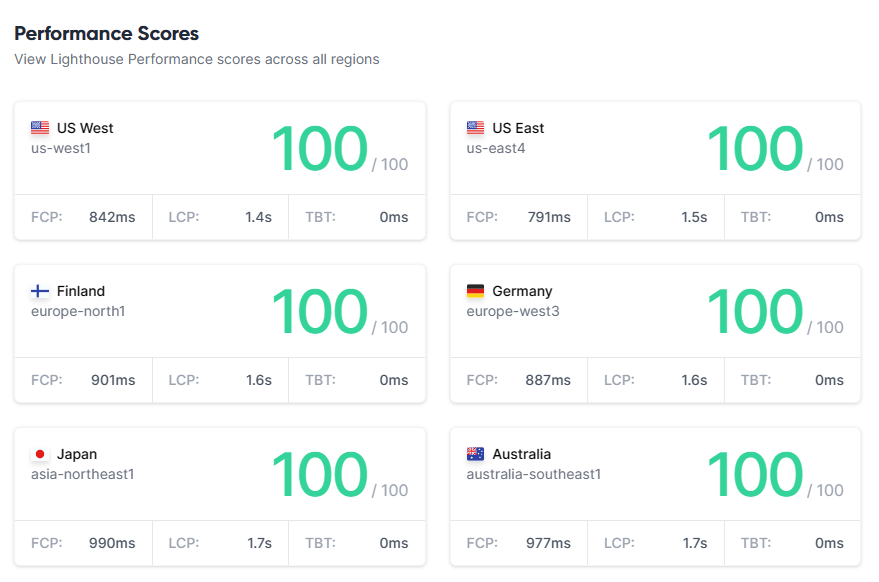 Performance Scores
View Lighthouse Performance scores across all regions
US West
us-west1
100 / 100
FCP: 842ms LCP: 1.4s TBT: 0ms
US East
us-east4
100 / 100
FCP: 791ms LCP: 1.5s TBT: 0ms
Finland
europe-north1
100 / 100
FCP: 901ms LCP: 1.6s TBT: 0ms
Germany
europe-west3
100 / 100
FCP: 887ms LCP: 1.6s TBT: 0ms
Japan
asia-northeast1
100 / 100
FCP: 990ms LCP: 1.7s TBT: 0ms
Australia
australia-southeast1
100 / 100
FCP: 977ms LCP: 1.7s TBT: 0ms